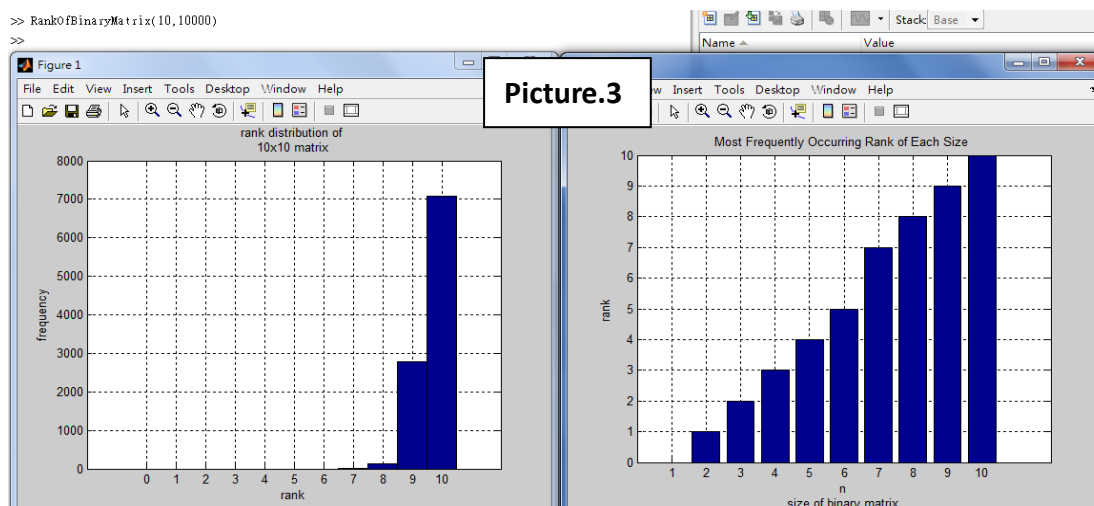 >> RankOfBinaryMatrix(10,10000)
>>
Stack: Base
Name Value
Figure 1
File Edit View Insert Tools Desktop Window Help
Picture.3
rank distribution of
10x10 matrix
8000
7000
6000
5000
4000
3000
2000
1000
0
frequency
0 1 2 3 4 5 6 7 8 9 10
rank
Insert Tools Desktop Window Help
Most Frequently Occurring Rank of Each Size
10
9
8
7
6
5
4
3
2
1
0
rank
1 2 3 4 5 6 7 8 9 10
n
size of binary matrix